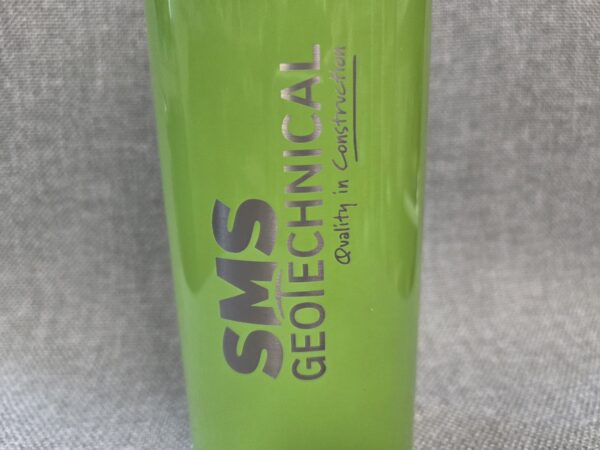 SMS
GEOTECHNICAL
Quality in Construction